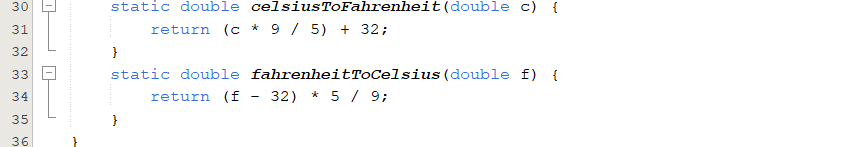 30 static double celsiusToFahrenheit(double c) {
31 return (c * 9 / 5) + 32;
32 }
33 static double fahrenheitToCelsius(double f) {
34 return (f - 32) * 5 / 9;
35 }
36 }